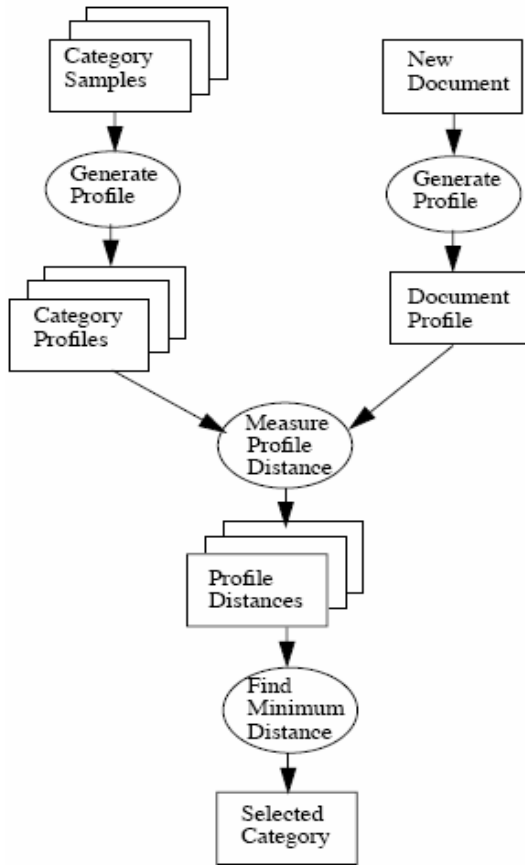 Category
Samples
New
Document
Generate
Profile
Generate
Profile
Category
Profiles
Document
Profile
Measure
Profile
Distance
Profile
Distances
Find
Minimum
Distance
Selected
Category